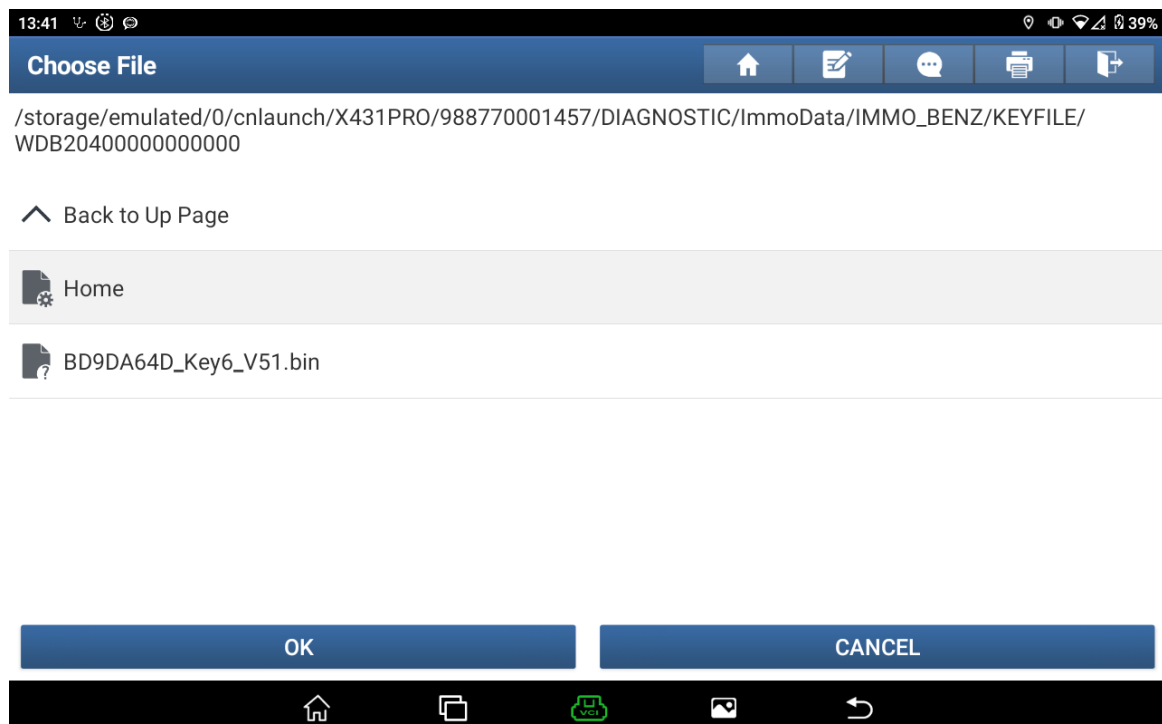 13:41 39%
Choose File
/storage/emulated/0/cnlaunch/X431PRO/988770001457/DIAGNOSTIC/ImmoData/IMMO_BENZ/KEYFILE/
WDB20400000000000
Back to Up Page
Home
BD9DA64D_Key6_V51.bin
OK CANCEL
VCI